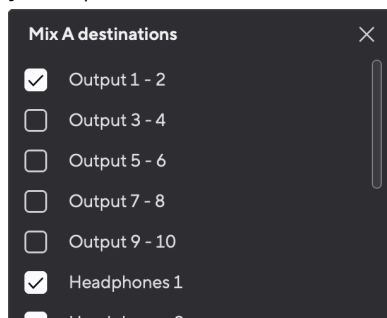 Mix A destinations
Output 1 - 2
Output 3 - 4
Output 5 - 6
Output 7 - 8
Output 9 - 10
Headphones 1